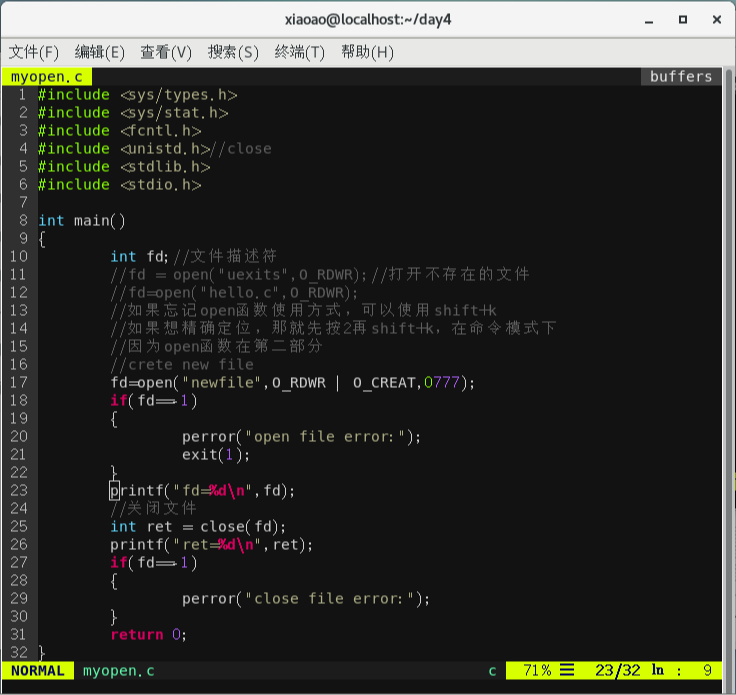 xiaoao@localhost:~/day4
文件(F) 编辑(E) 查看(V) 搜索(S) 终端(T) 帮助(H)
myopen.c buffers
1 #include <sys/types.h>
2 #include <sys/stat.h>
3 #include <fcntl.h>
4 #include <unistd.h>//close
5 #include <stdlib.h>
6 #include <stdio.h>
7
8 int main()
9 {
10 int fd;//文件描述符
11 //fd = open("uexits",O_RDWR);//打开不存在的文件
12 //fd=open("hello.c",O_RDWR);
13 //如果忘记open函数使用方式，可以使用shift+k
14 //如果想精确定位，那就先按2再shift+k，在命令模式下
15 //因为open函数在第二部分
16 //crete new file
17 fd=open("newfile",O_RDWR | O_CREAT,0777);
18 if(fd==-1)
19 {
20 perror("open file error:");
21 exit(1);
22 }
23 printf("fd=%d\n",fd);
24 //关闭文件
25 int ret = close(fd);
26 printf("ret=%d\n",ret);
27 if(fd==-1)
28 {
29 perror("close file error:");
30 }
31 return 0;
32 }
NORMAL myopen.c c 71% ☰ 23/32 ln : 9